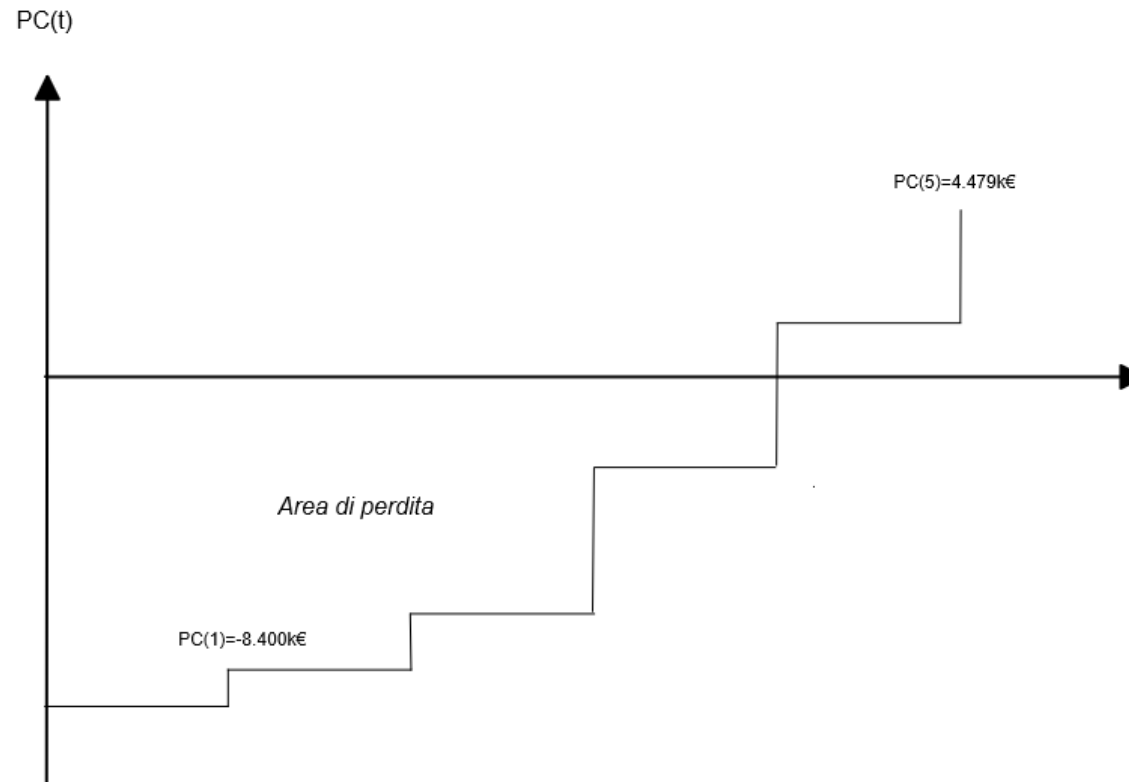 PC(t)
PC(5)=4.479k€
Area di perdita
PC(1)=-8.400k€